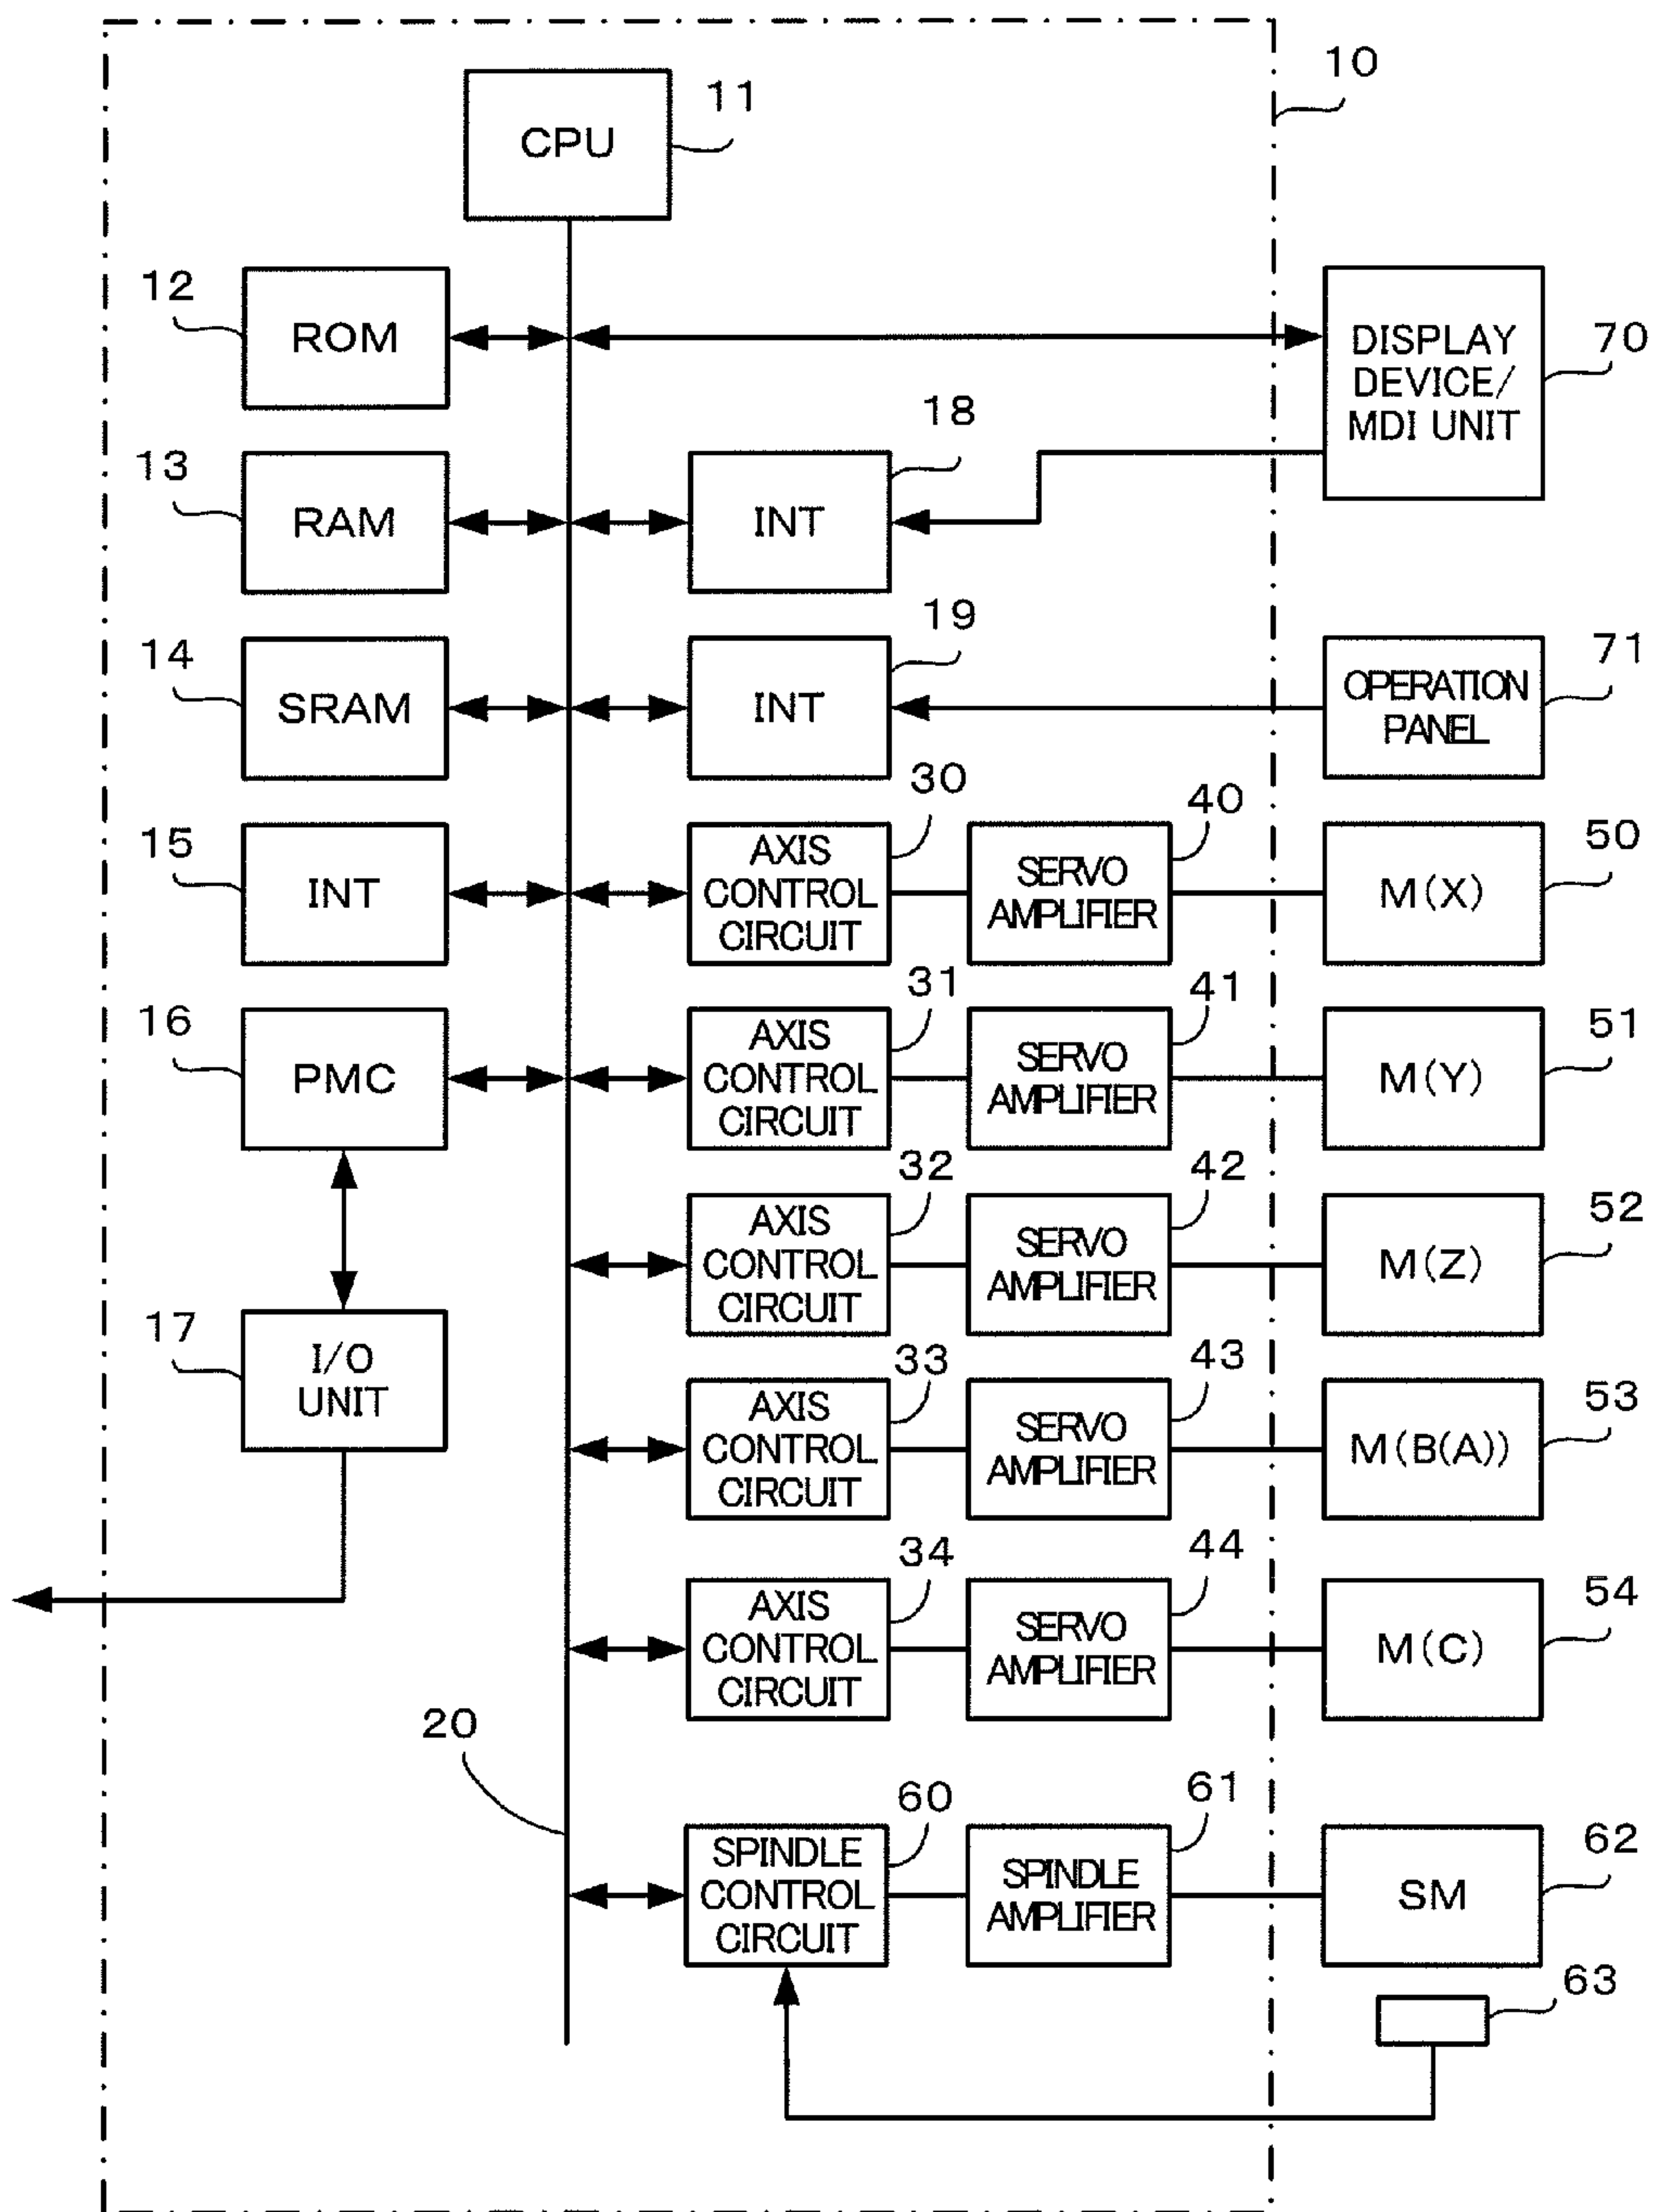 10
11
CPU
12
ROM
DISPLAY
DEVICE/
MDI UNIT
70
18
13
RAM
INT
19
14
SRAM
INT
71
OPERATION
PANEL
30
40
50
15
INT
AXIS
CONTROL
CIRCUIT
SERVO
AMPLIFIER
M(X)
31
41
51
16
PMC
AXIS
CONTROL
CIRCUIT
SERVO
AMPLIFIER
M(Y)
32
42
52
AXIS
CONTROL
CIRCUIT
SERVO
AMPLIFIER
M(Z)
17
I/O
UNIT
33
43
53
AXIS
CONTROL
CIRCUIT
SERVO
AMPLIFIER
M(B(A))
34
44
54
AXIS
CONTROL
CIRCUIT
SERVO
AMPLIFIER
M(C)
20
60
61
62
SPINDLE
CONTROL
CIRCUIT
SPINDLE
AMPLIFIER
SM
63